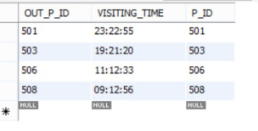 OUT_P_ID VISITING_TIME P_ID
501 23:22:55 501
503 19:21:20 503
506 11:12:33 506
508 09:12:56 508
NULL NULL NULL